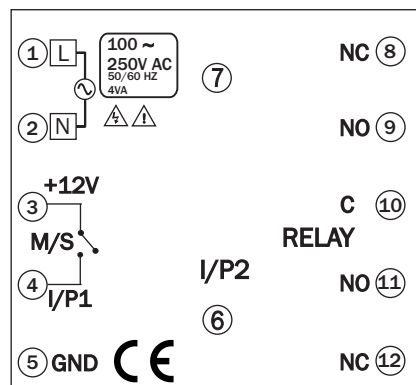 1 L
100 ~
250V AC
50/60 HZ
4VA
7
NC 8
2 N
NO 9
+12V
3
C 10
M/S
RELAY
I/P2
4
I/P1
NO 11
6
5 GND CE
NC 12